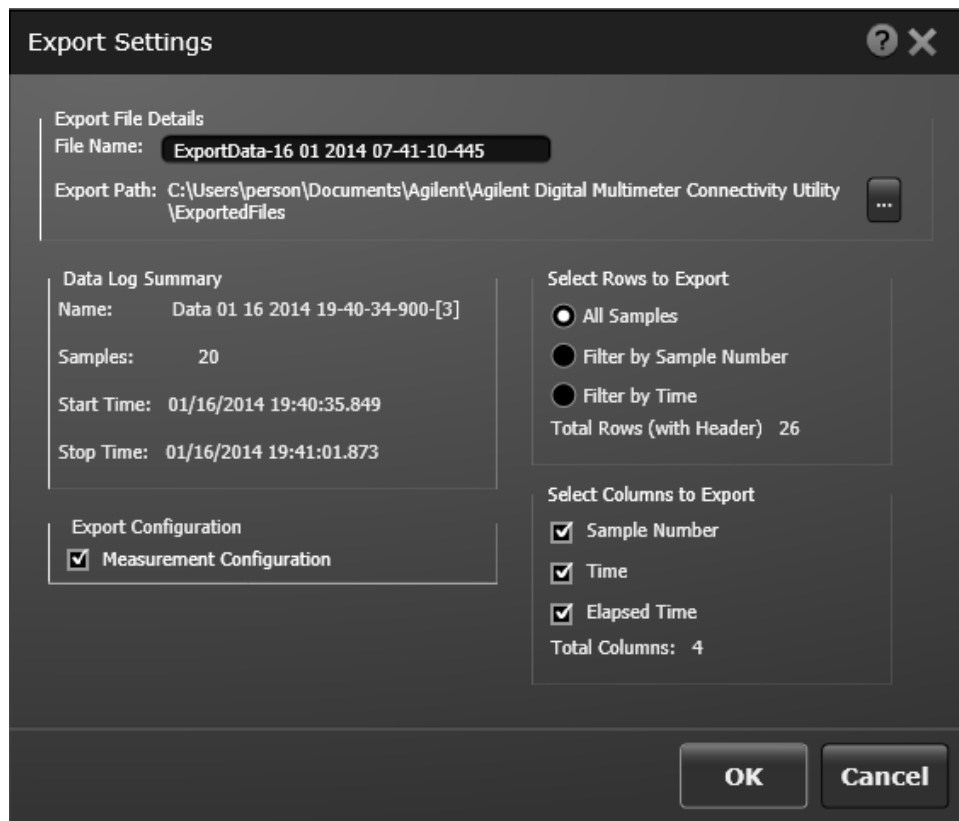 Export Settings
Export File Details
File Name: ExportData-16 01 2014 07-41-10-445
Export Path: C:\Users\person\Documents\Agilent\Agilent Digital Multimeter Connectivity Utility
\ExportedFiles
...
Data Log Summary
Name: Data 01 16 2014 19-40-34-900-[3]
Samples: 20
Start Time: 01/16/2014 19:40:35.849
Stop Time: 01/16/2014 19:41:01.873
Export Configuration
Measurement Configuration
Select Rows to Export
All Samples
Filter by Sample Number
Filter by Time
Total Rows (with Header) 26
Select Columns to Export
Sample Number
Time
Elapsed Time
Total Columns: 4
OK
Cancel